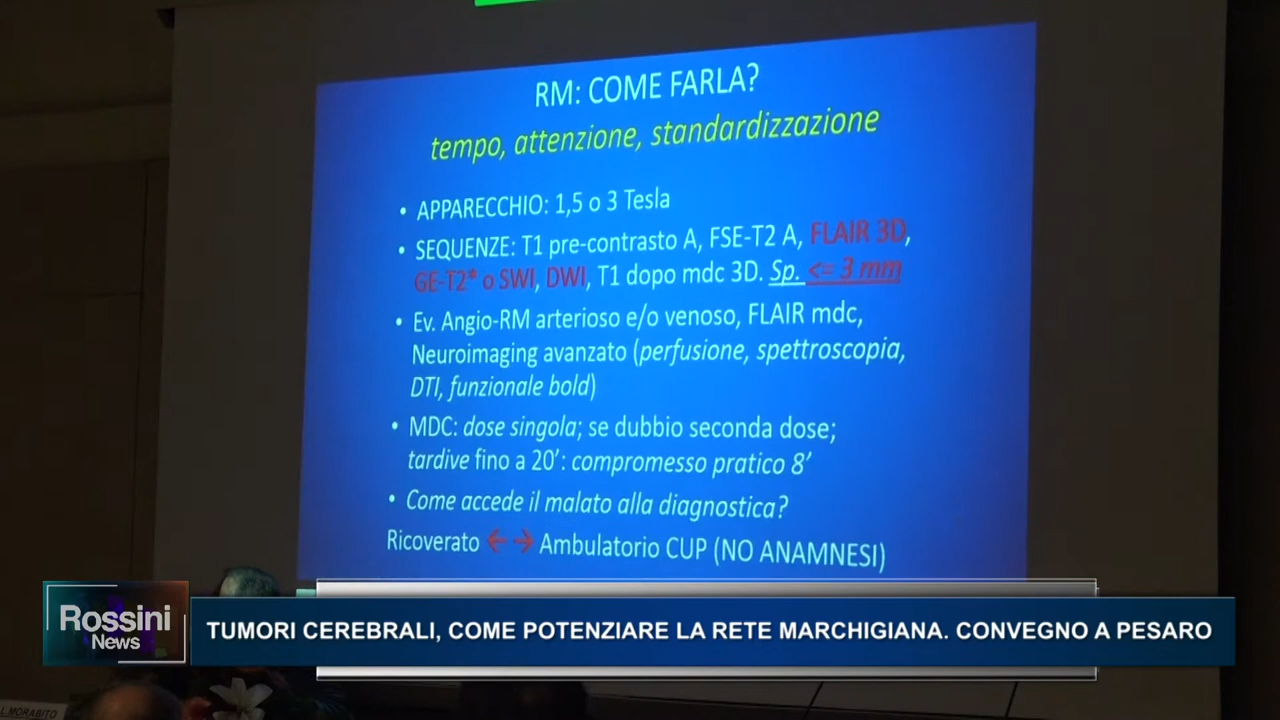 RM: COME FARLA?
tempo, attenzione, standardizzazione
• APPARECCHIO: 1,5 o 3 Tesla
• SEQUENZE: T1 pre-contrasto A, FSE-T2 A, FLAIR 3D,
GE-T2* o SWI, DWI, T1 dopo mdc 3D. Sp. <= 3 mm
• Ev. Angio-RM arterioso e/o venoso, FLAIR mdc,
Neuroimaging avanzato (perfusione, spettroscopia,
DTI, funzionale bold)
• MDC: dose singola; se dubbio seconda dose;
tardive fino a 20’: compromesso pratico 8’
• Come accede il malato alla diagnostica?
Ricoverato ←→ Ambulatorio CUP (NO ANAMNESI)
Rossini
News
TUMORI CEREBRALI, COME POTENZIARE LA RETE MARCHIGIANA. CONVEGNO A PESARO
L.MORABITO